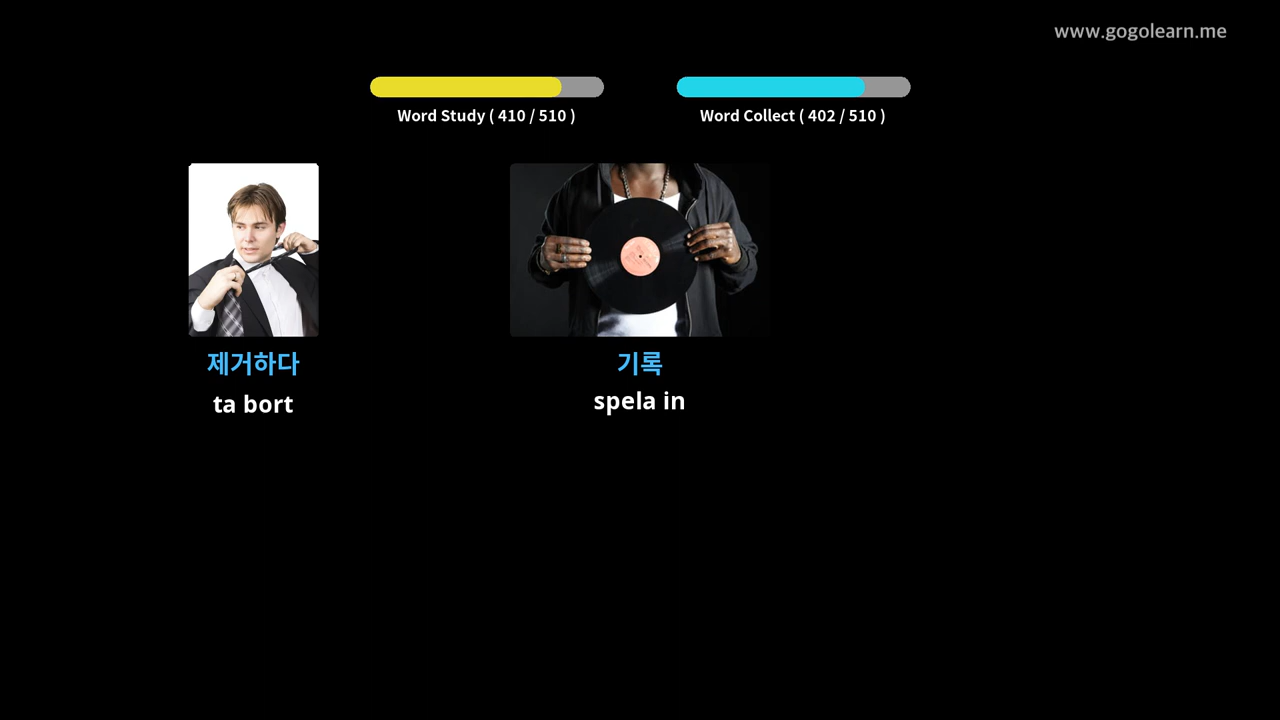 www.gogolearn.me
Word Study ( 410 / 510 )
Word Collect ( 402 / 510 )
제거하다
ta bort
기록
spela in